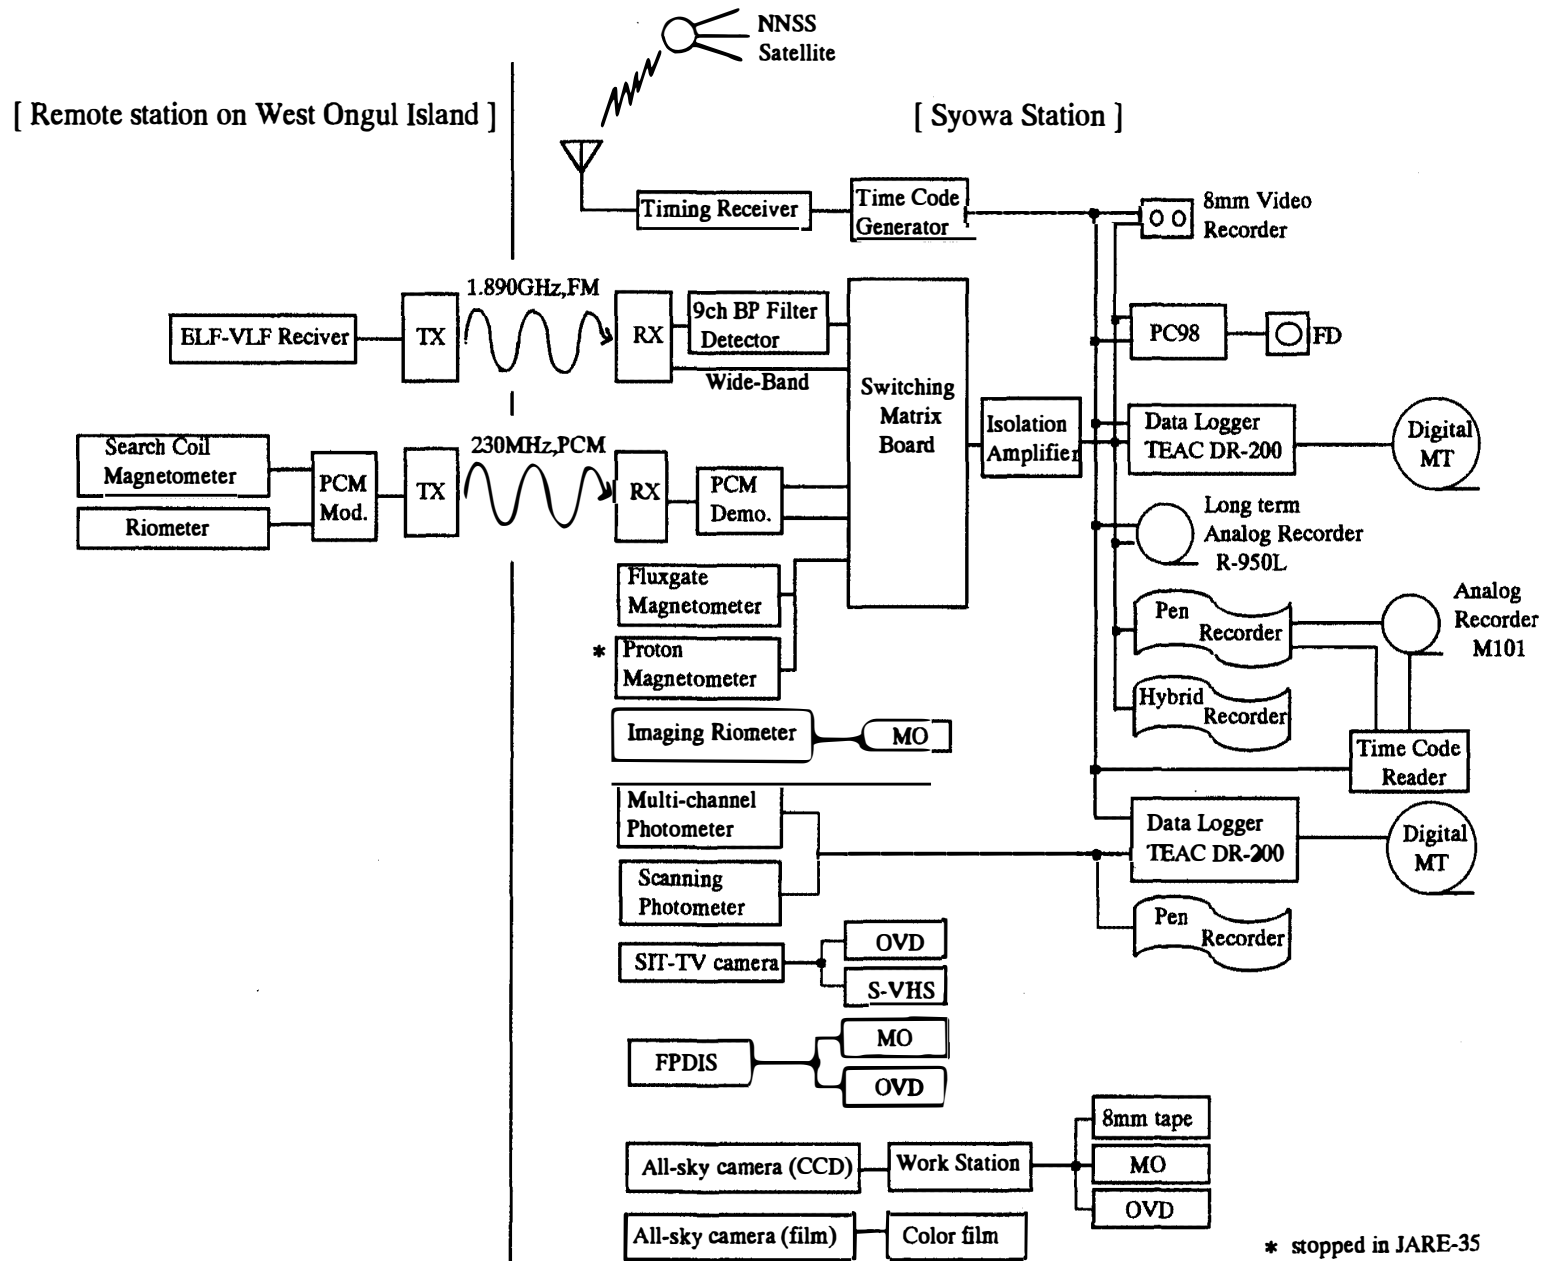 NNSS
Satellite
[ Remote station on West Ongul Island ]
[ Syowa Station ]
Timing Receiver
Time Code
Generator
8mm Video
Recorder
1.890GHz,FM
ELF-VLF Reciver
TX
RX
9ch BP Filter
Detector
Wide-Band
Switching
Matrix
Board
Isolation
Amplifier
PC98
FD
Data Logger
TEAC DR-200
Digital
MT
Search Coil
Magnetometer
Riometer
PCM
Mod.
TX
230MHz,PCM
RX
PCM
Demo.
Long term
Analog Recorder
R-950L
Fluxgate
Magnetometer
* Proton
Magnetometer
Pen
Recorder
Analog
Recorder
M101
Hybrid
Recorder
Imaging Riometer
MO
Time Code
Reader
Multi-channel
Photometer
Scanning
Photometer
Data Logger
TEAC DR-200
Digital
MT
Pen
Recorder
SIT-TV camera
OVD
S-VHS
FPDIS
MO
OVD
All-sky camera (CCD)
Work Station
8mm tape
MO
OVD
All-sky camera (film)
Color film
* stopped in JARE-35